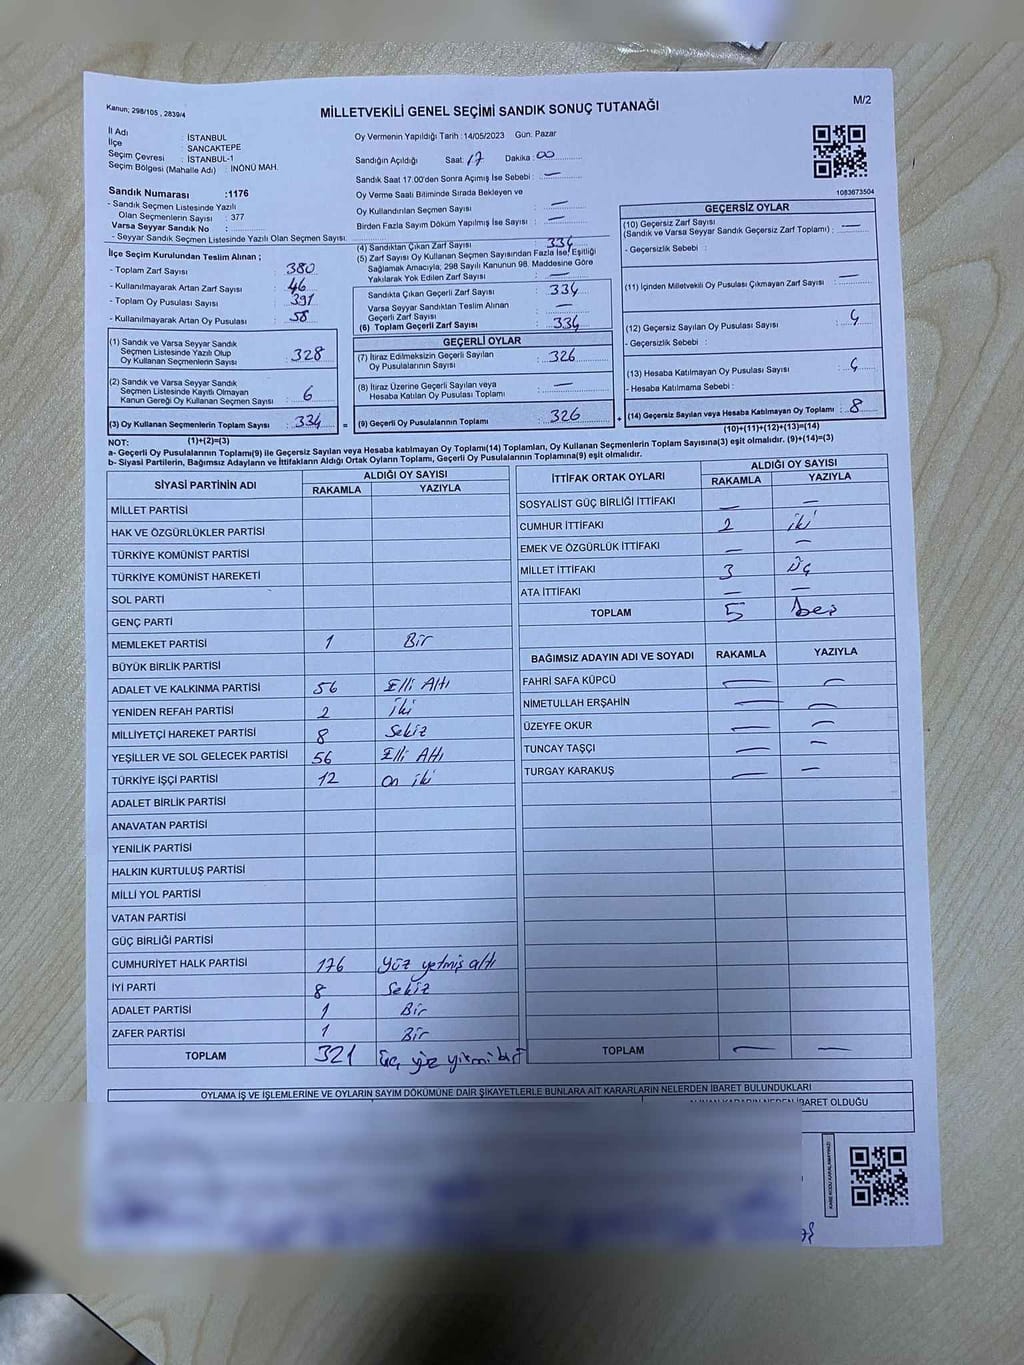 Kanun; 298/105 , 2839/4
MİLLETVEKİLİ GENEL SEÇİMİ SANDIK SONUÇ TUTANAĞI
M/2
İl Adı : İSTANBUL
İlçe : SANCAKTEPE
Seçim Çevresi : İSTANBUL-1
Seçim Bölgesi (Mahalle Adı) : İNÖNÜ MAH.
Sandık Numarası :1176
- Sandık Seçmen Listesinde Yazılı
Olan Seçmenlerin Sayısı : 377
Varsa Seyyar Sandık No :
- Seyyar Sandık Seçmen Listesinde Yazılı Olan Seçmen Sayısı:
Oy Vermenin Yapıldığı Tarih : 14/05/2023 Gün: Pazar
Sandığın Açıldığı Saat: 17 Dakika : 00
Sandık Saat 17.00'den Sonra Açımış İse Sebebi : —
Oy Verme Saati Bitiminde Sırada Bekleyen ve
Oy Kullandırılan Seçmen Sayısı —
Birden Fazla Sayım Döküm Yapılmış İse Sayısı : —
1083673504
İlçe Seçim Kurulundan Teslim Alınan ;
- Toplam Zarf Sayısı : 380
- Kullanılmayarak Artan Zarf Sayısı : 46
- Toplam Oy Pusulası Sayısı : 391
- Kullanılmayarak Artan Oy Pusulası : 58
(1) Sandık ve Varsa Seyyar Sandık
Seçmen Listesinde Yazılı Olup
Oy Kullanan Seçmenlerin Sayısı : 328
(2) Sandık ve Varsa Seyyar Sandık
Seçmen Listesinde Kayıtlı Olmayan
Kanun Gereği Oy Kullanan Seçmen Sayısı : 6
(3) Oy Kullanan Seçmenlerin Toplam Sayısı : 334
(1)+(2)=(3)
(4) Sandıktan Çıkan Zarf Sayısı : 334
(5) Zarf Sayısı Oy Kullanan Seçmen Sayısından Fazla İse, Eşitliği
Sağlamak Amacıyla, 298 Sayılı Kanunun 98. Maddesine Göre
Yakılarak Yok Edilen Zarf Sayısı : —
Sandıkta Çıkan Geçerli Zarf Sayısı : 334
Varsa Seyyar Sandıktan Teslim Alınan
Geçerli Zarf Sayısı : —
(6) Toplam Geçerli Zarf Sayısı : 334
GEÇERLİ OYLAR
(7) İtiraz Edilmeksizin Geçerli Sayılan
Oy Pusulasının Sayısı : 326
(8) İtiraz Üzerine Geçerli Sayılan veya
Hesaba Katılan Oy Pusulası Toplamı : —
= (9) Geçerli Oy Pusulalarının Toplamı : 326 +
GEÇERSİZ OYLAR
(10) Geçersiz Zarf Sayısı
(Sandık ve Varsa Seyyar Sandık Geçersiz Zarf Toplamı) : —
- Geçersizlik Sebebi :
(11) İçinden Milletvekili Oy Pusulası Çıkmayan Zarf Sayısı : —
(12) Geçersiz Sayılan Oy Pusulası Sayısı : 4
- Geçersizlik Sebebi :
(13) Hesaba Katılmayan Oy Pusulası Sayısı : 4
- Hesaba Katılmama Sebebi :
(14) Geçersiz Sayılan veya Hesaba Katılmayan Oy Toplamı : 8
(10)+(11)+(12)+(13)=(14)
NOT:
a- Geçerli Oy Pusulalarının Toplamı(9) ile Geçersiz Sayılan veya Hesaba Katılmayan Oy Toplamı(14) Toplamları, Oy Kullanan Seçmenlerin Toplam Sayısına(3) eşit olmalıdır. (9)+(14)=(3)
b- Siyasi Partilerin, Bağımsız Adayların ve İttifakların Aldığı Ortak Oyların Toplamı, Geçerli Oy Pusulalarının Toplamına(9) eşit olmalıdır.
SİYASİ PARTİNİN ADI ALDIĞI OY SAYISI
RAKAMLA YAZIYLA
MİLLET PARTİSİ
HAK VE ÖZGÜRLÜKLER PARTİSİ
TÜRKİYE KOMÜNİST PARTİSİ
TÜRKİYE KOMÜNİST HAREKETİ
SOL PARTİ
GENÇ PARTİ
MEMLEKET PARTİSİ 1 Bir
BÜYÜK BİRLİK PARTİSİ
ADALET VE KALKINMA PARTİSİ 56 Elli Altı
YENİDEN REFAH PARTİSİ 2 İki
MİLLİYETÇİ HAREKET PARTİSİ 8 Sekiz
YEŞİLLER VE SOL GELECEK PARTİSİ 56 Elli Altı
TÜRKİYE İŞÇİ PARTİSİ 12 on iki
ADALET BİRLİK PARTİSİ
ANAVATAN PARTİSİ
YENİLİK PARTİSİ
HALKIN KURTULUŞ PARTİSİ
MİLLİ YOL PARTİSİ
VATAN PARTİSİ
GÜÇ BİRLİĞİ PARTİSİ
CUMHURİYET HALK PARTİSİ 176 Yüz yetmiş altı
İYİ PARTİ 8 Sekiz
ADALET PARTİSİ 1 Bir
ZAFER PARTİSİ 1 Bir
TOPLAM 321 üç yüz yirmi bir
İTTİFAK ORTAK OYLARI ALDIĞI OY SAYISI
RAKAMLA YAZIYLA
SOSYALİST GÜÇ BİRLİĞİ İTTİFAKI — —
CUMHUR İTTİFAKI 2 iki
EMEK VE ÖZGÜRLÜK İTTİFAKI — —
MİLLET İTTİFAKI 3 üç
ATA İTTİFAKI — —
TOPLAM 5 beş
BAĞIMSIZ ADAYIN ADI VE SOYADI RAKAMLA YAZIYLA
FAHRİ SAFA KÜPCÜ — —
NİMETULLAH ERŞAHİN — —
ÜZEYFE OKUR — —
TUNCAY TAŞÇI — —
TURGAY KARAKUŞ — —
TOPLAM — —
OYLAMA İŞ VE İŞLEMLERİNE VE OYLARIN SAYIM DÖKÜMÜNE DAİR ŞİKAYETLERLE BUNLARA AİT KARARLARIN NELERDEN İBARET BULUNDUKLARI
ALINAN KARARIN NEDEN İBARET OLDUĞU